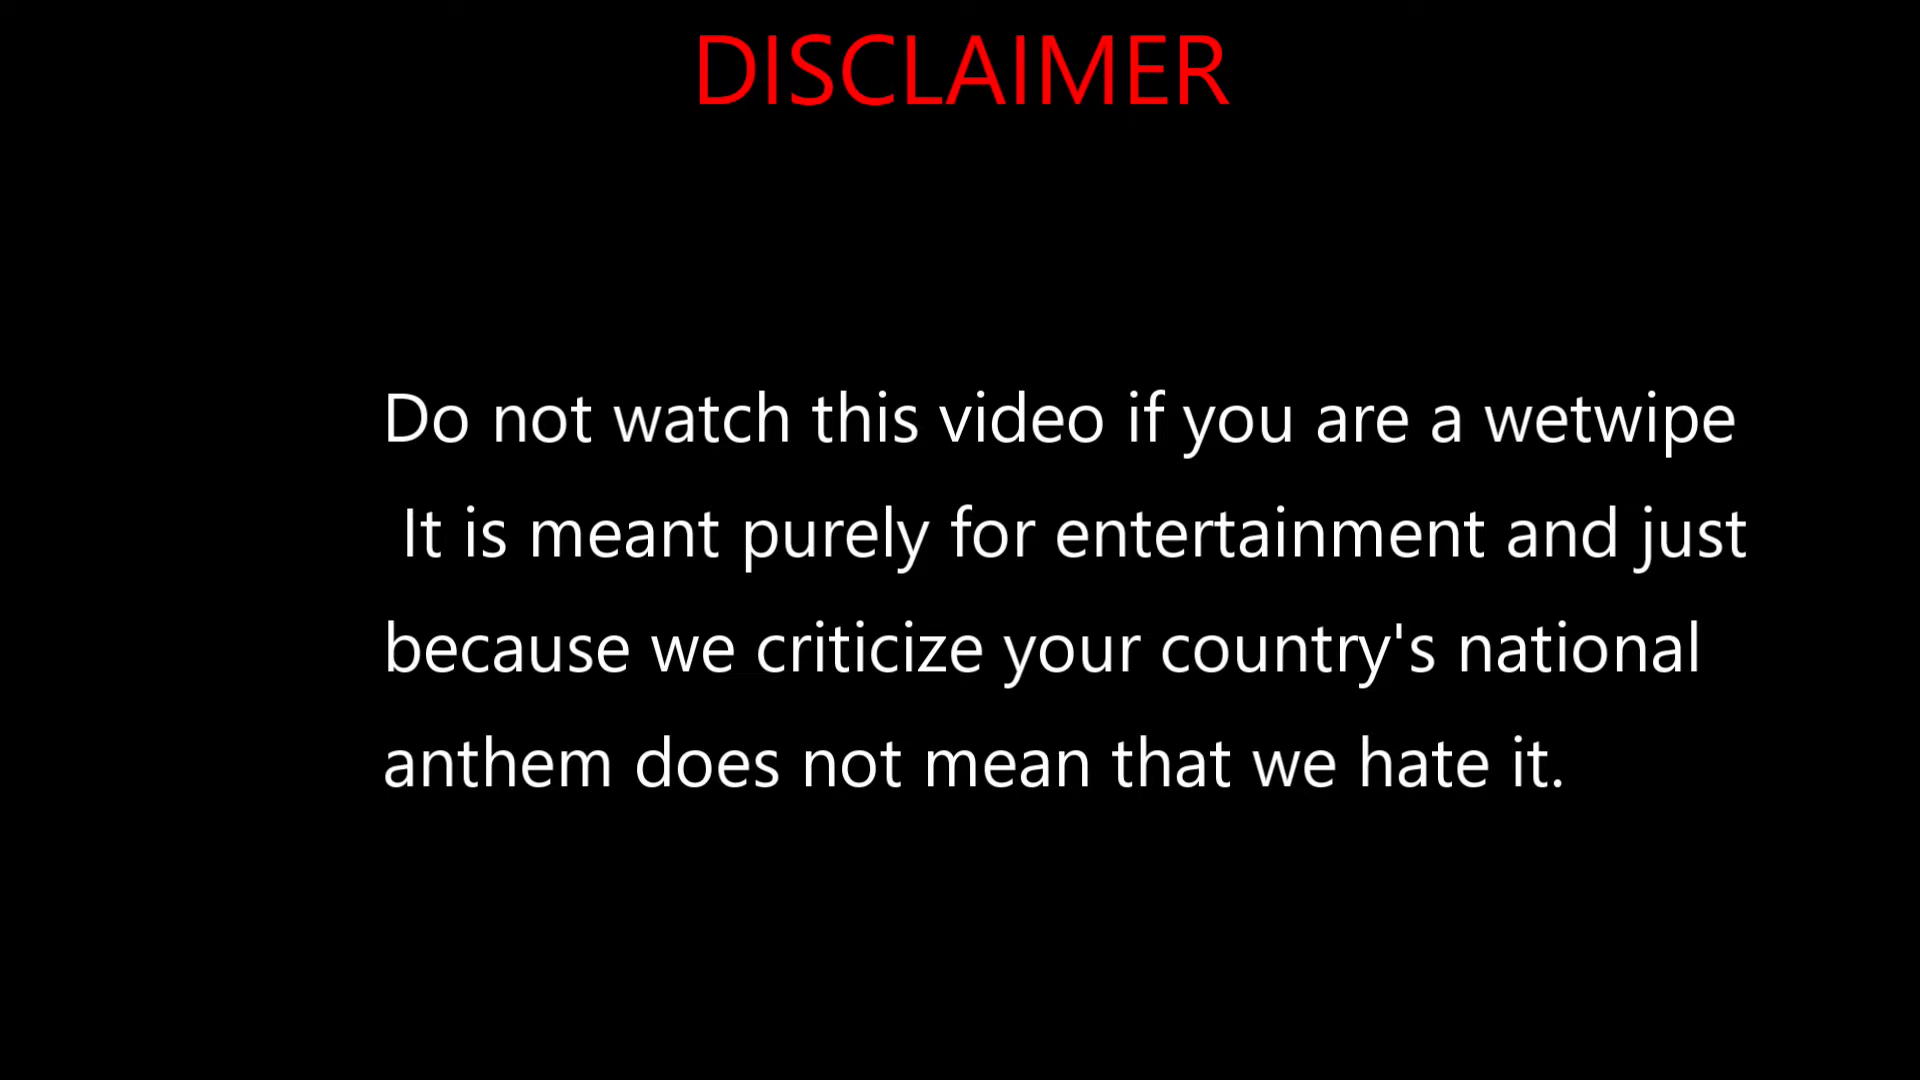 DISCLAIMER
Do not watch this video if you are a wetwipe
It is meant purely for entertainment and just
because we criticize your country's national
anthem does not mean that we hate it.